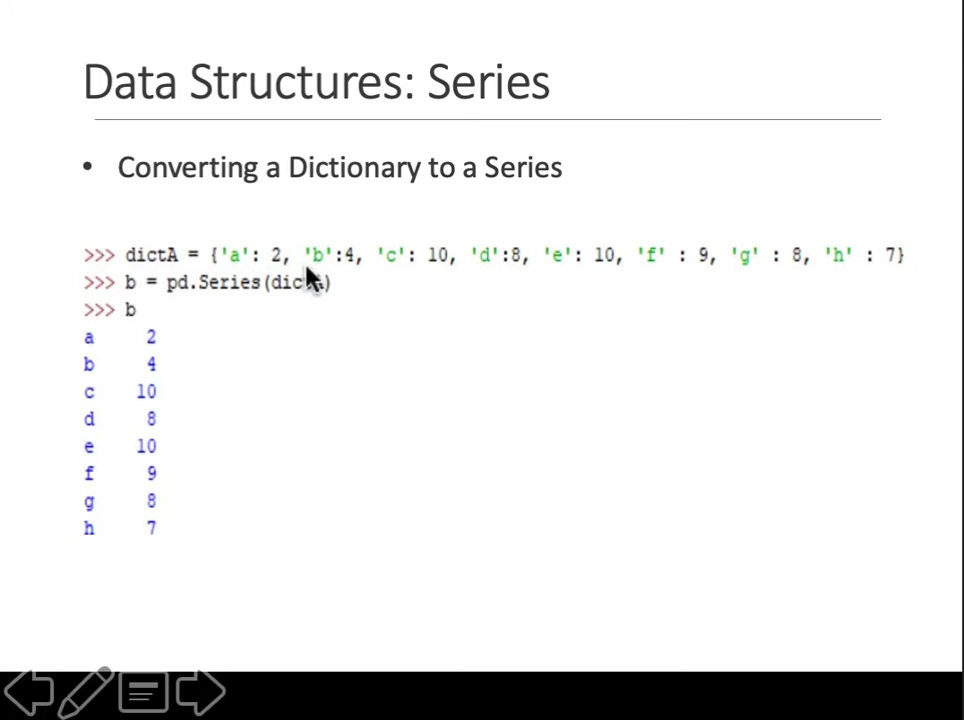 Data Structures: Series
• Converting a Dictionary to a Series
>>> dictA = {'a': 2, 'b':4, 'c': 10, 'd':8, 'e': 10, 'f' : 9, 'g' : 8, 'h' : 7}
>>> b = pd.Series(dictA)
>>> b
a 2
b 4
c 10
d 8
e 10
f 9
g 8
h 7